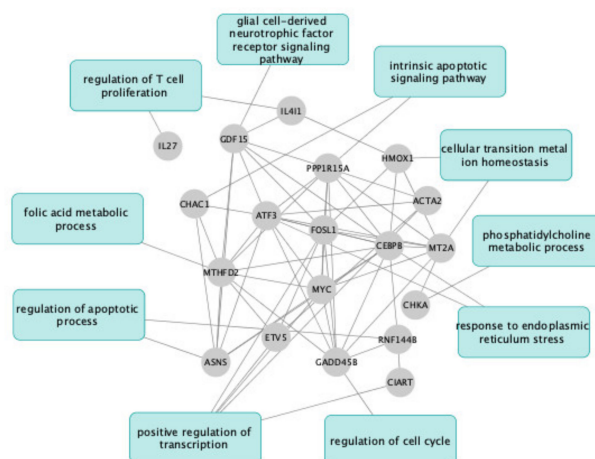 glial cell-derived
neurotrophic factor
receptor signaling
pathway
intrinsic apoptotic
signaling pathway
regulation of T cell
proliferation
IL4I1
GDF15
IL27
HMOX1
cellular transition metal
ion homeostasis
PPP1R15A
CHAC1
ACTA2
ATF3
FOSL1
folic acid metabolic
process
CEBPB
MT2A
phosphatidylcholine
metabolic process
MTHFD2
MYC
CHKA
regulation of apoptotic
process
ETV5
RNF144B
response to endoplasmic
reticulum stress
ASNS
GADD45B
CIART
positive regulation of
transcription
regulation of cell cycle